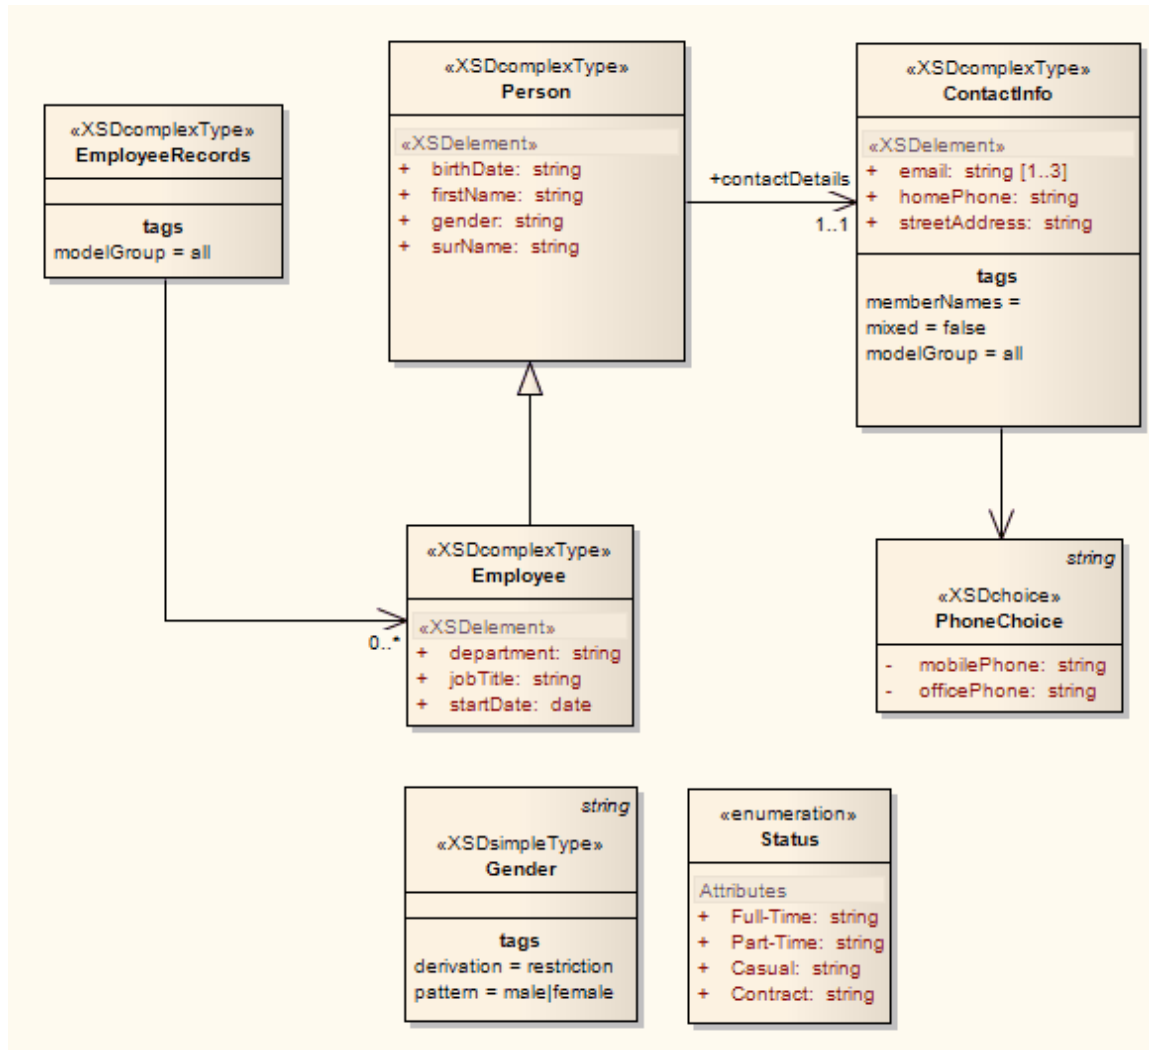 «XSDcomplexType»
EmployeeRecords
tags
modelGroup = all
«XSDcomplexType»
Person
«XSDelement»
+ birthDate: string
+ firstName: string
+ gender: string
+ surName: string
+contactDetails
1..1
«XSDcomplexType»
ContactInfo
«XSDelement»
+ email: string [1..3]
+ homePhone: string
+ streetAddress: string
tags
memberNames =
mixed = false
modelGroup = all
0..*
«XSDcomplexType»
Employee
«XSDelement»
+ department: string
+ jobTitle: string
+ startDate: date
string
«XSDchoice»
PhoneChoice
- mobilePhone: string
- officePhone: string
string
«XSDsimpleType»
Gender
tags
derivation = restriction
pattern = male|female
«enumeration»
Status
Attributes
+ Full-Time: string
+ Part-Time: string
+ Casual: string
+ Contract: string